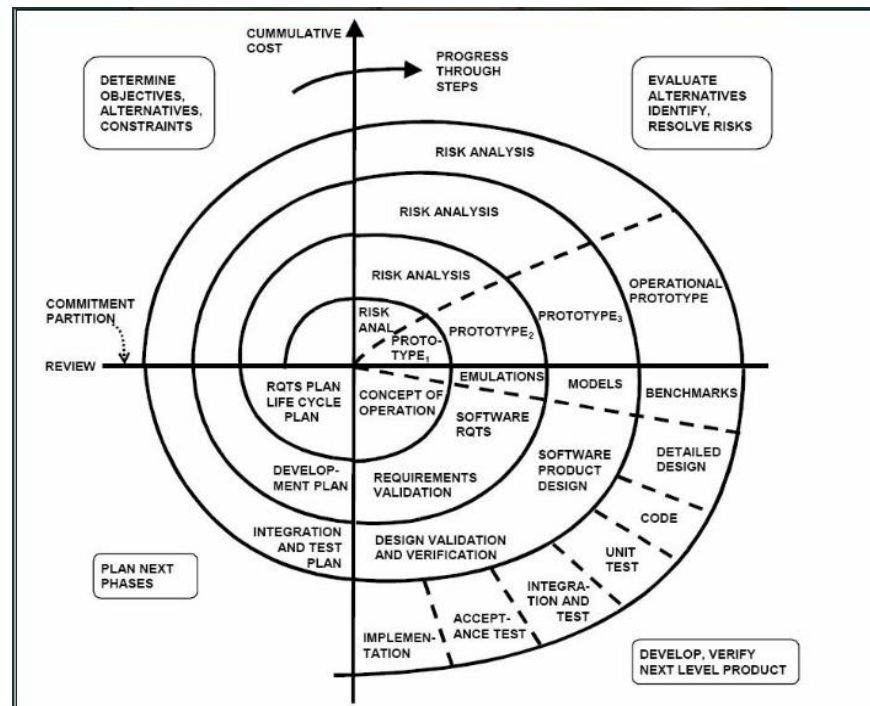 CUMMULATIVE
COST
PROGRESS
THROUGH
STEPS
DETERMINE
OBJECTIVES,
ALTERNATIVES,
CONSTRAINTS
EVALUATE
ALTERNATIVES
IDENTIFY,
RESOLVE RISKS
RISK ANALYSIS
RISK ANALYSIS
RISK ANALYSIS
RISK
ANAL.
PROTO-
TYPE1
PROTOTYPE2
PROTOTYPE3
OPERATIONAL
PROTOTYPE
COMMITMENT
PARTITION
REVIEW
RQTS PLAN
LIFE CYCLE
PLAN
CONCEPT OF
OPERATION
EMULATIONS
MODELS
BENCHMARKS
SOFTWARE
RQTS
SOFTWARE
PRODUCT
DESIGN
DETAILED
DESIGN
DEVELOP-
MENT PLAN
REQUIREMENTS
VALIDATION
CODE
INTEGRATION
AND TEST
PLAN
DESIGN VALIDATION
AND VERIFICATION
UNIT
TEST
INTEGRA-
TION AND
TEST
ACCEPT-
ANCE TEST
IMPLEMEN-
TATION
PLAN NEXT
PHASES
DEVELOP, VERIFY
NEXT LEVEL PRODUCT